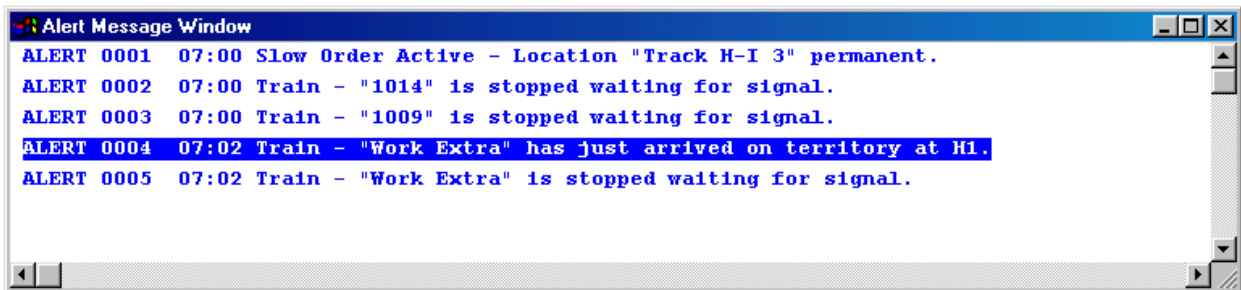 Alert Message Window
ALERT 0001 07:00 Slow Order Active - Location "Track H-I 3" permanent.
ALERT 0002 07:00 Train - "1014" is stopped waiting for signal.
ALERT 0003 07:00 Train - "1009" is stopped waiting for signal.
ALERT 0004 07:02 Train - "Work Extra" has just arrived on territory at H1.
ALERT 0005 07:02 Train - "Work Extra" is stopped waiting for signal.